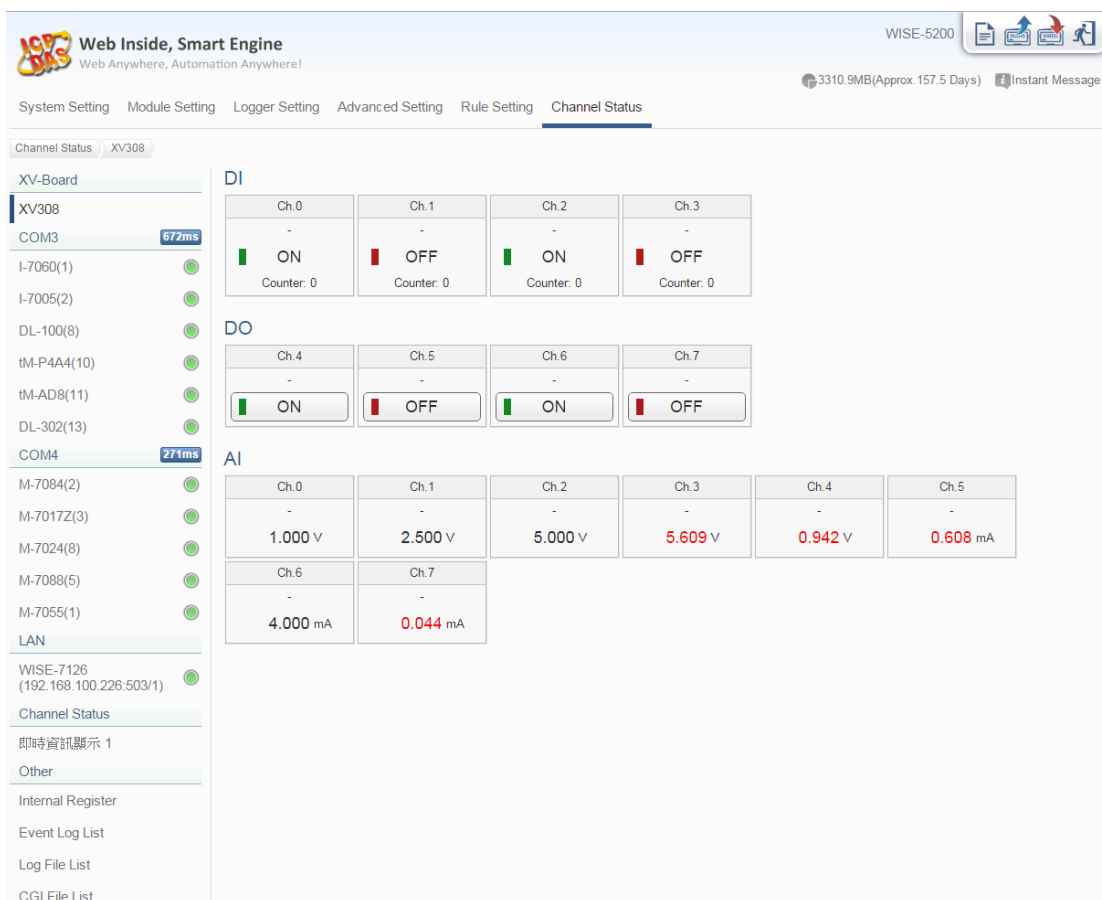 ICP DAS
Web Inside, Smart Engine
Web Anywhere, Automation Anywhere!
WISE-5200
3310.9MB(Approx.157.5 Days) Instant Message
System Setting Module Setting Logger Setting Advanced Setting Rule Setting Channel Status
Channel Status XV308
XV-Board
XV308
COM3 672ms
I-7060(1)
I-7005(2)
DL-100(8)
tM-P4A4(10)
tM-AD8(11)
DL-302(13)
COM4 271ms
M-7084(2)
M-7017Z(3)
M-7024(8)
M-7088(5)
M-7055(1)
LAN
WISE-7126
(192.168.100.226:503/1)
Channel Status
即時資訊顯示 1
Other
Internal Register
Event Log List
Log File List
CGI File List
DI
Ch.0 Ch.1 Ch.2 Ch.3
- - - -
ON OFF ON OFF
Counter: 0 Counter: 0 Counter: 0 Counter: 0
DO
Ch.4 Ch.5 Ch.6 Ch.7
- - - -
ON OFF ON OFF
AI
Ch.0 Ch.1 Ch.2 Ch.3 Ch.4 Ch.5
- - - - - -
1.000 V 2.500 V 5.000 V 5.609 V 0.942 V 0.608 mA
Ch.6 Ch.7
- -
4.000 mA 0.044 mA